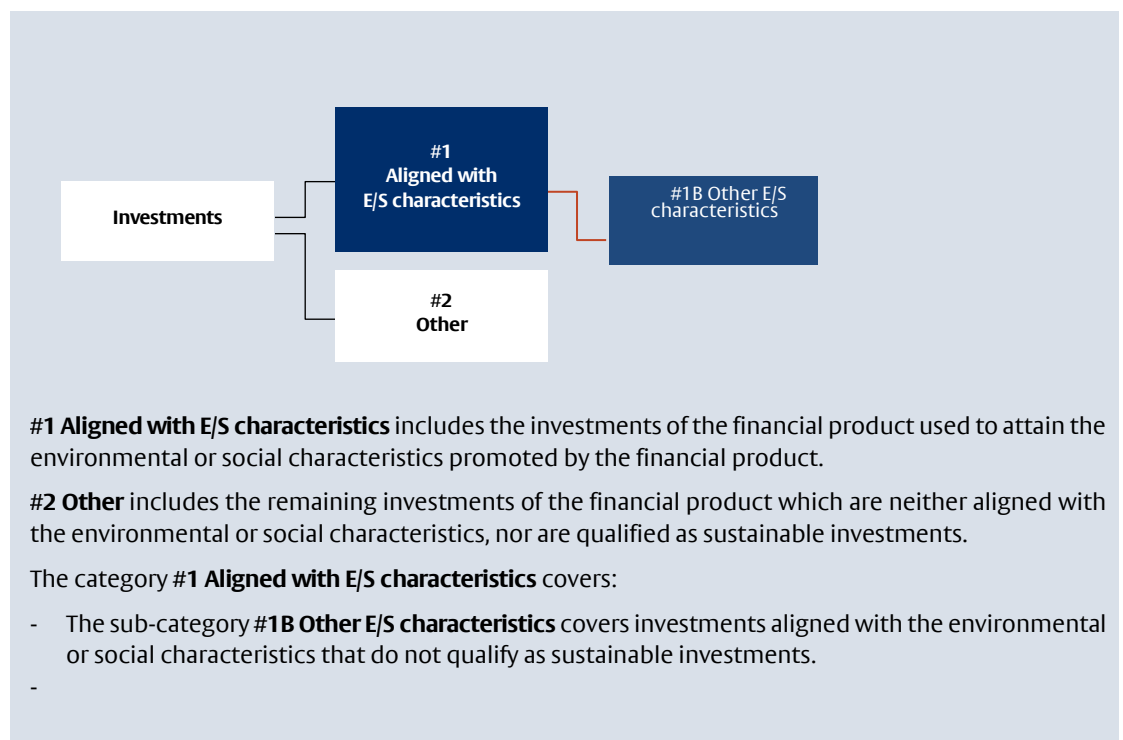 #1
Aligned with
E/S characteristics
Investments
#1B Other E/S
characteristics
#2
Other
#1 Aligned with E/S characteristics includes the investments of the financial product used to attain the
environmental or social characteristics promoted by the financial product.
#2 Other includes the remaining investments of the financial product which are neither aligned with
the environmental or social characteristics, nor are qualified as sustainable investments.
The category #1 Aligned with E/S characteristics covers:
- The sub-category #1B Other E/S characteristics covers investments aligned with the environmental
or social characteristics that do not qualify as sustainable investments.
-